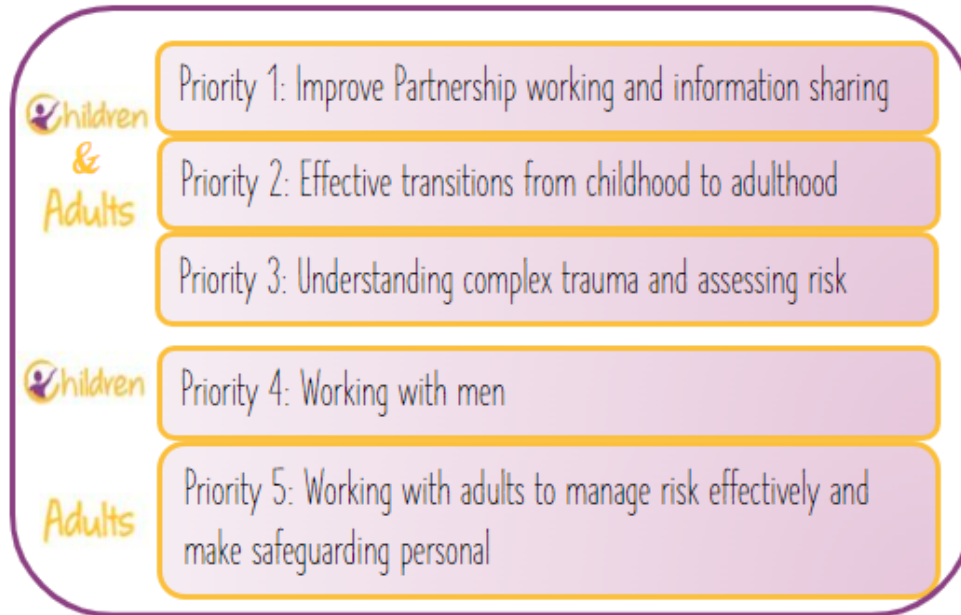 Children
&
Adults
Priority 1: Improve Partnership working and information sharing
Priority 2: Effective transitions from childhood to adulthood
Priority 3: Understanding complex trauma and assessing risk
Children
Priority 4: Working with men
Adults
Priority 5: Working with adults to manage risk effectively and
make safeguarding personal